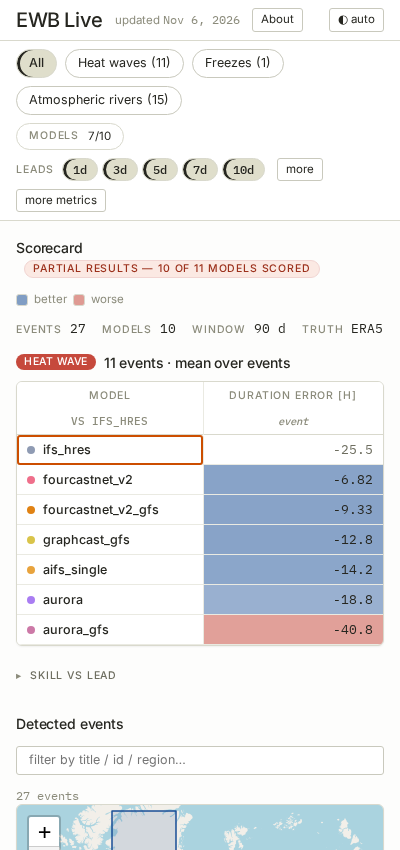 EWB Live updated Nov 6, 2026 About ◐ auto
All Heat waves (11) Freezes (1)
Atmospheric rivers (15)
MODELS 7/10
LEADS 1d 3d 5d 7d 10d more
more metrics
Scorecard
PARTIAL RESULTS — 10 OF 11 MODELS SCORED
better worse
EVENTS 27 MODELS 10 WINDOW 90 d TRUTH ERA5
HEAT WAVE 11 events · mean over events
MODEL DURATION ERROR [H]
VS IFS_HRES event
ifs_hres -25.5
fourcastnet_v2 -6.82
fourcastnet_v2_gfs -9.33
graphcast_gfs -12.8
aifs_single -14.2
aurora -18.8
aurora_gfs -40.8
▸ SKILL VS LEAD
Detected events
filter by title / id / region…
27 events
+